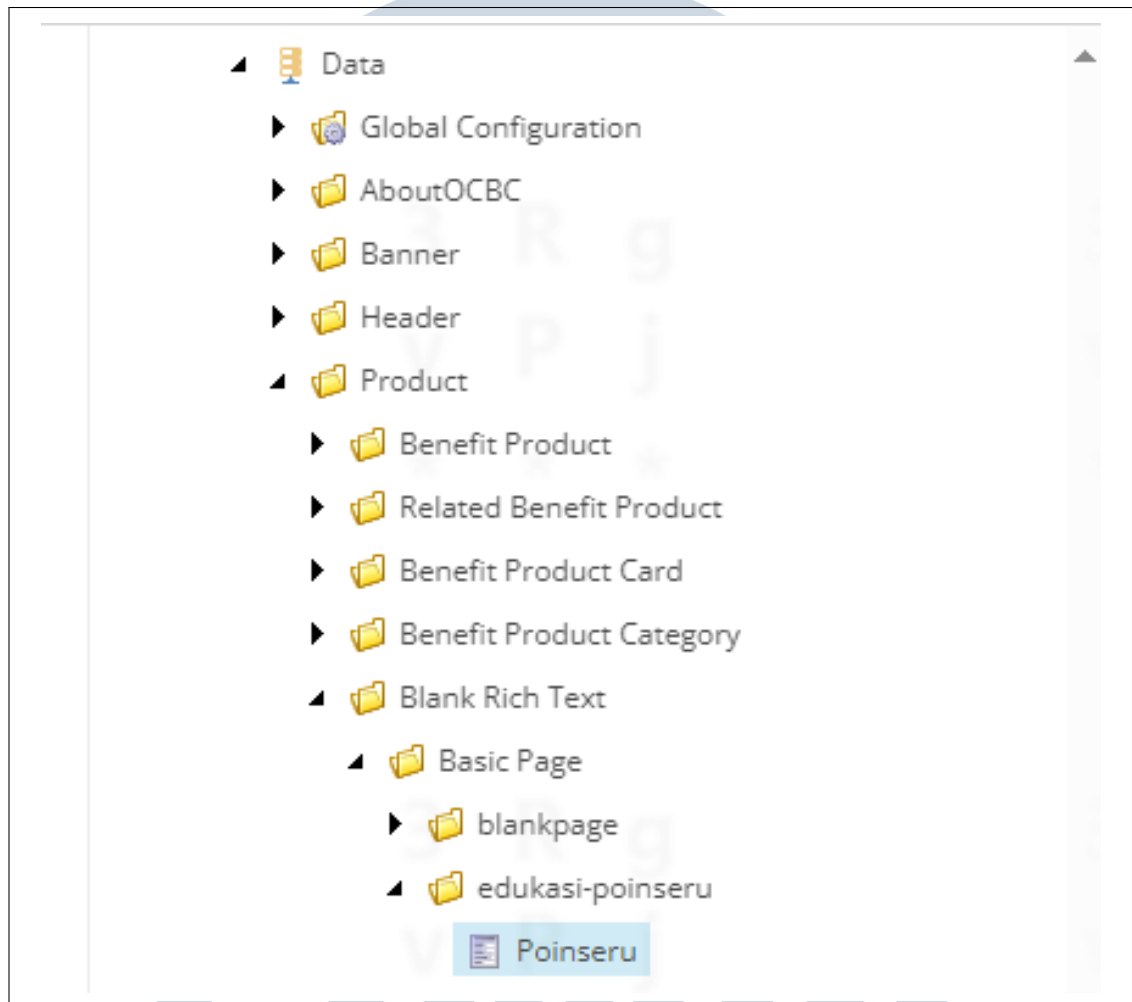 Data
Global Configuration
AboutOCBC
Banner
Header
Product
Benefit Product
Related Benefit Product
Benefit Product Card
Benefit Product Category
Blank Rich Text
Basic Page
blankpage
edukasi-poinseru
Poinseru